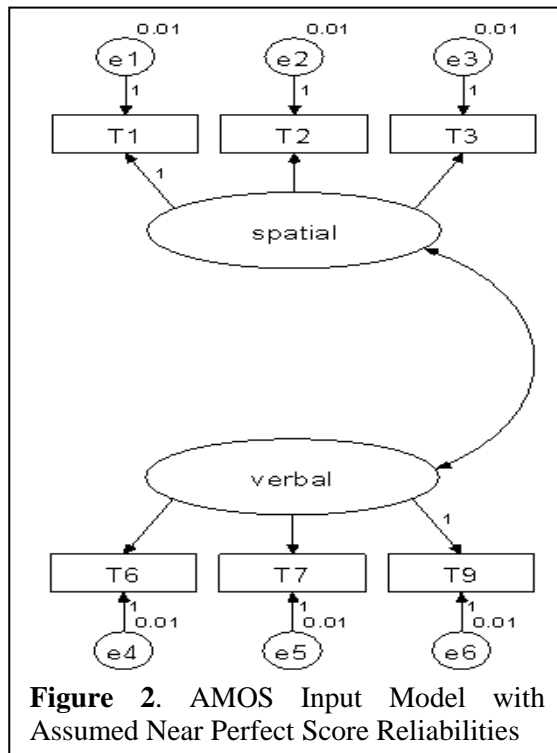 0.01 0.01 0.01
e1 e2 e3
1 1 1
T1 T2 T3
1
spatial
verbal
1
T6 T7 T9
1 1 1
0.01 0.01 0.01
e4 e5 e6
Figure 2. AMOS Input Model with
Assumed Near Perfect Score Reliabilities